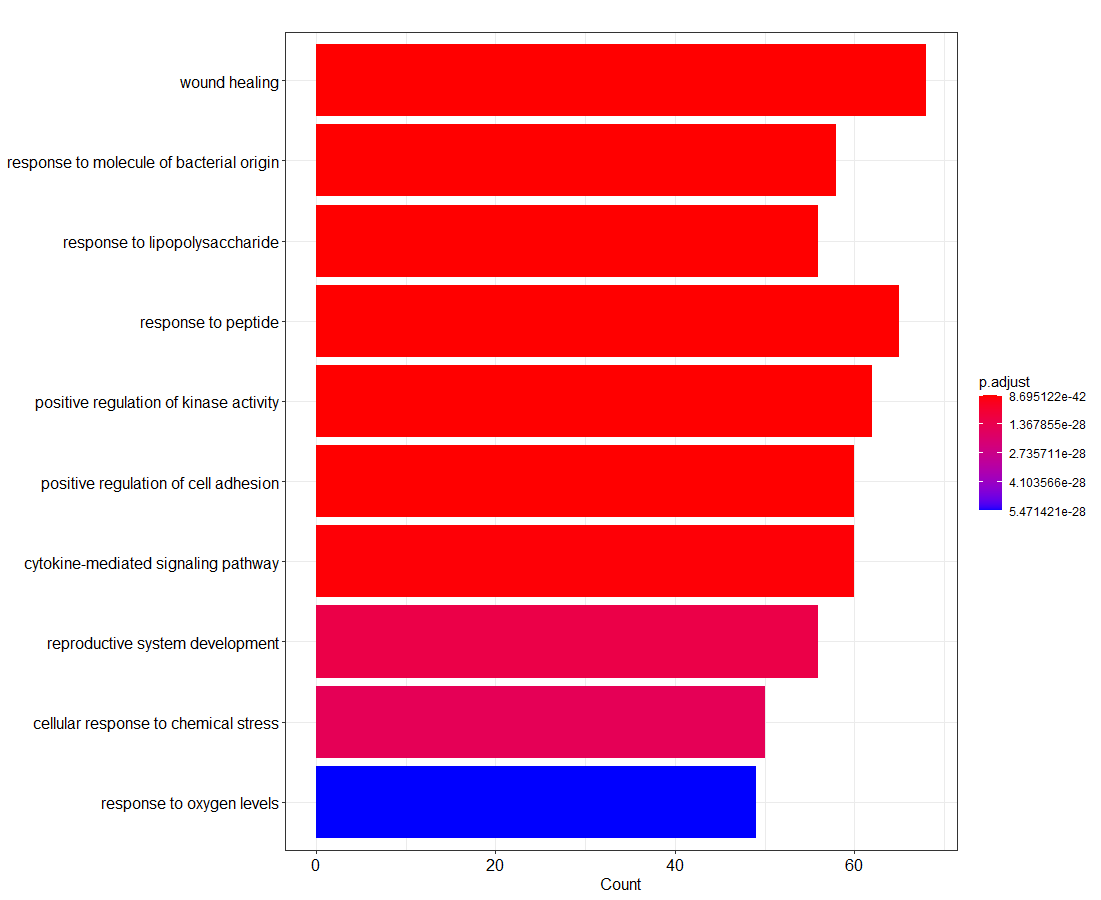 wound healing
response to molecule of bacterial origin
response to lipopolysaccharide
response to peptide
positive regulation of kinase activity
positive regulation of cell adhesion
cytokine-mediated signaling pathway
reproductive system development
cellular response to chemical stress
response to oxygen levels
0 20 40 60
Count
p.adjust
8.695122e-42
1.367855e-28
2.735711e-28
4.103566e-28
5.471421e-28